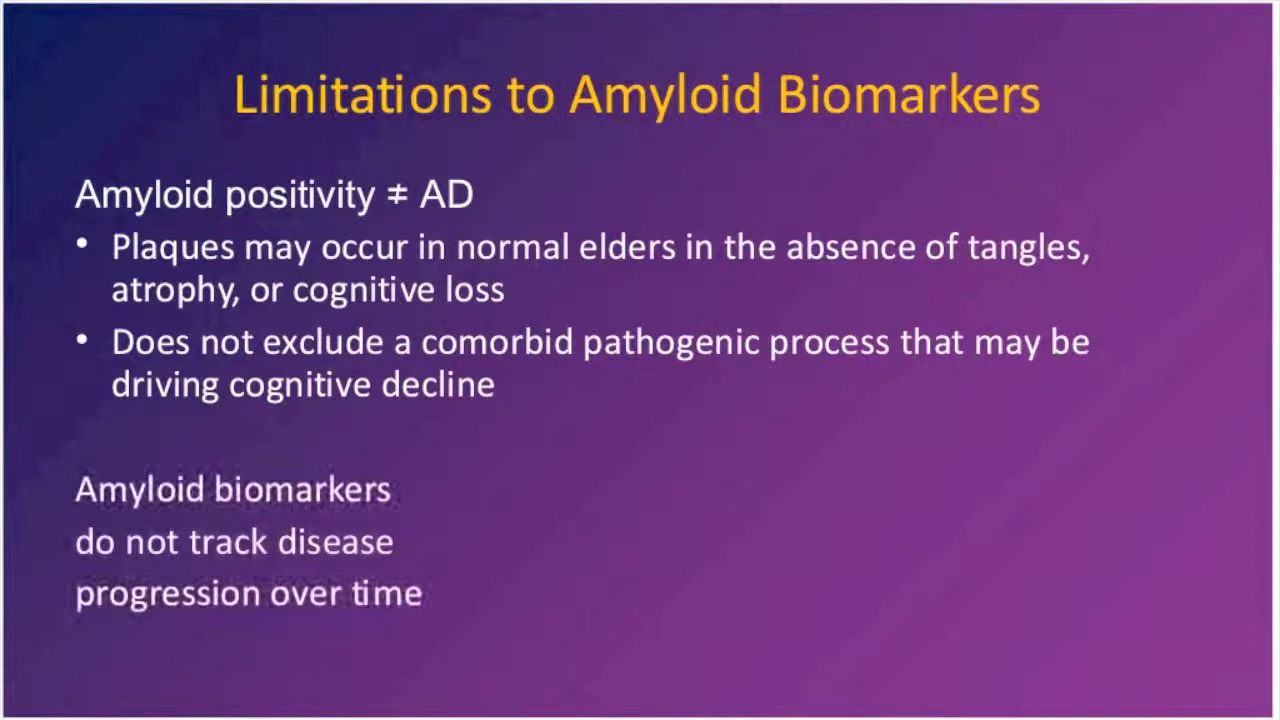 Limitations to Amyloid Biomarkers
Amyloid positivity ≠ AD
• Plaques may occur in normal elders in the absence of tangles,
atrophy, or cognitive loss
• Does not exclude a comorbid pathogenic process that may be
driving cognitive decline
Amyloid biomarkers
do not track disease
progression over time